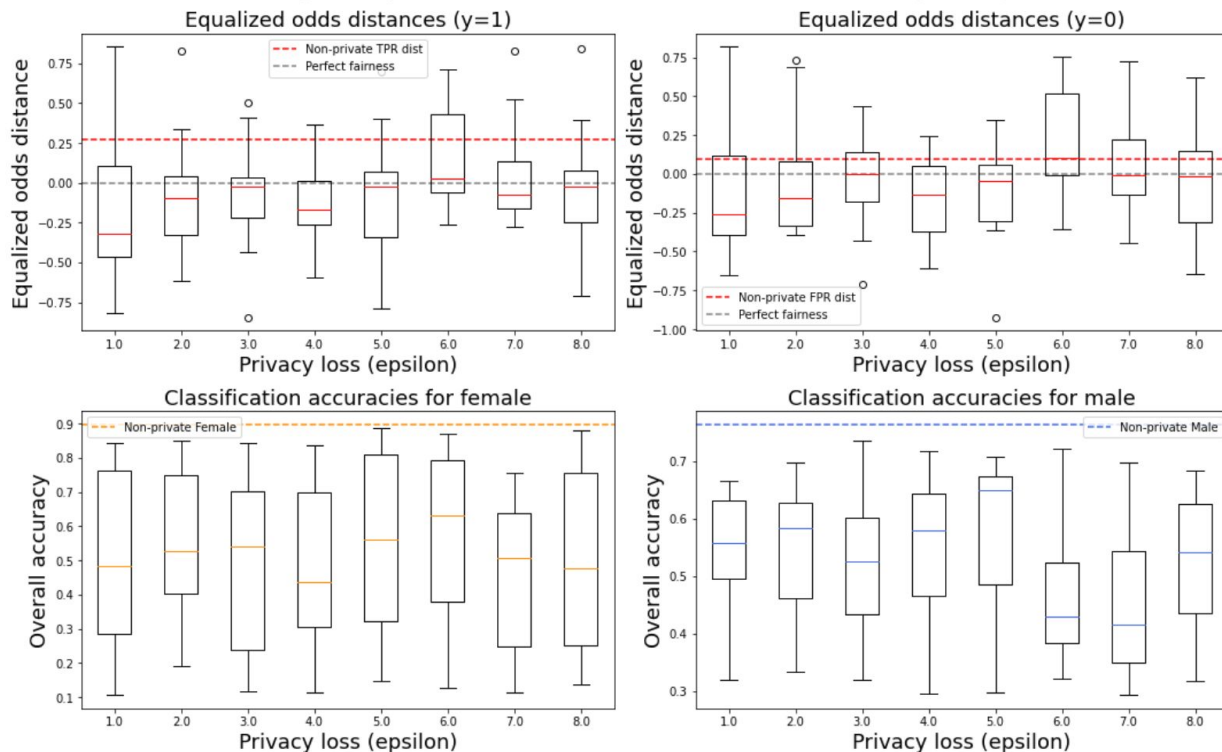 Equalized odds distances (y=1)
Equalized odds distance
0.75
0.50
0.25
0.00
−0.25
−0.50
−0.75
Non-private TPR dist
Perfect fairness
1.0 2.0 3.0 4.0 5.0 6.0 7.0 8.0
Privacy loss (epsilon)
Equalized odds distances (y=0)
Equalized odds distance
0.75
0.50
0.25
0.00
−0.25
−0.50
−0.75
−1.00
Non-private FPR dist
Perfect fairness
1.0 2.0 3.0 4.0 5.0 6.0 7.0 8.0
Privacy loss (epsilon)
Classification accuracies for female
Overall accuracy
0.9
0.8
0.7
0.6
0.5
0.4
0.3
0.2
0.1
Non-private Female
1.0 2.0 3.0 4.0 5.0 6.0 7.0 8.0
Privacy loss (epsilon)
Classification accuracies for male
Overall accuracy
0.7
0.6
0.5
0.4
0.3
Non-private Male
1.0 2.0 3.0 4.0 5.0 6.0 7.0 8.0
Privacy loss (epsilon)